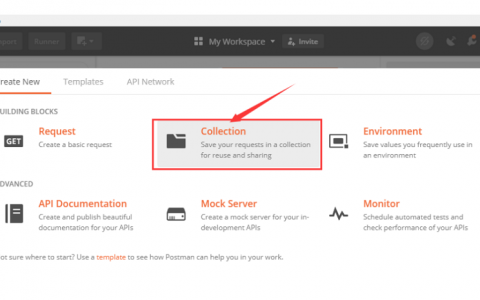 My Workspace
Invite
Create New Templates API Network
BUILDING BLOCKS
GET
Request
Create a basic request
Collection
Save your requests in a collection
for reuse and sharing
Environment
Save values you frequently use in
an environment
ADVANCED
API Documentation
Create and publish beautiful
documentation for your APIs
Mock Server
Create a mock server for your in-
development APIs
Monitor
Schedule automated tests and
check performance of your APIs
Not sure where to start? Use a template to see how Postman can help you in your work.